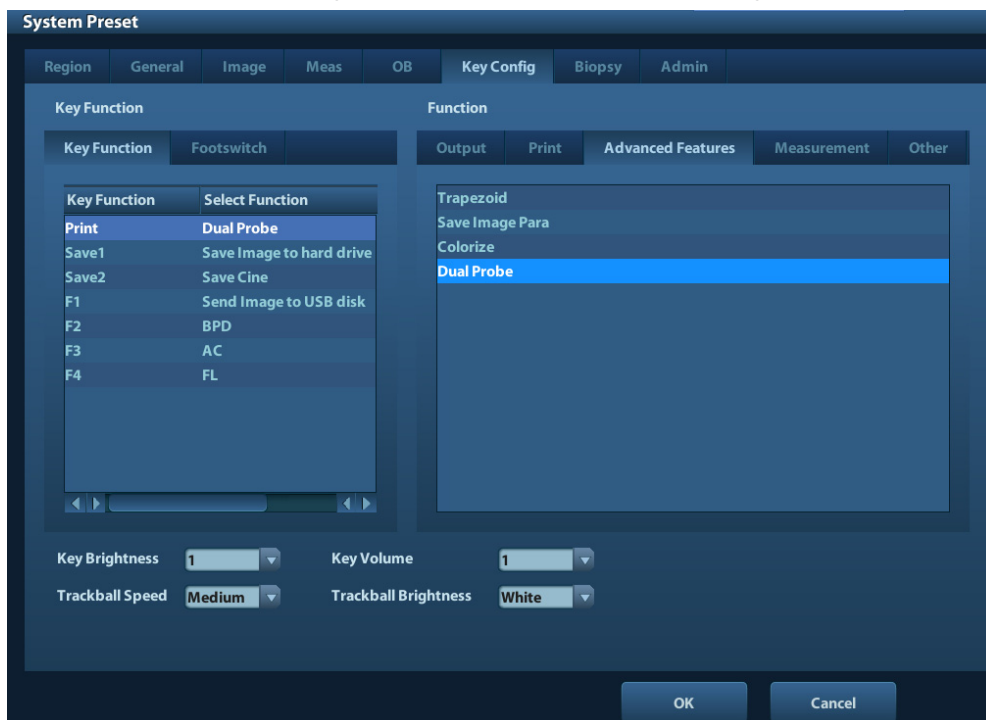 System Preset
Region General Image Meas OB Key Config Biopsy Admin
Key Function
Function
Key Function Footswitch
Output Print Advanced Features Measurement Other
Key Function Select Function
Print Dual Probe
Save1 Save Image to hard drive
Save2 Save Cine
F1 Send Image to USB disk
F2 BPD
F3 AC
F4 FL
Trapezoid
Save Image Para
Colorize
Dual Probe
Key Brightness 1 Key Volume 1
Trackball Speed Medium Trackball Brightness White
OK Cancel